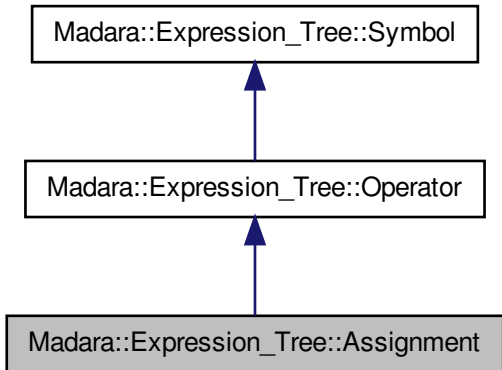 Madara::Expression_Tree::Symbol
Madara::Expression_Tree::Operator
Madara::Expression_Tree::Assignment